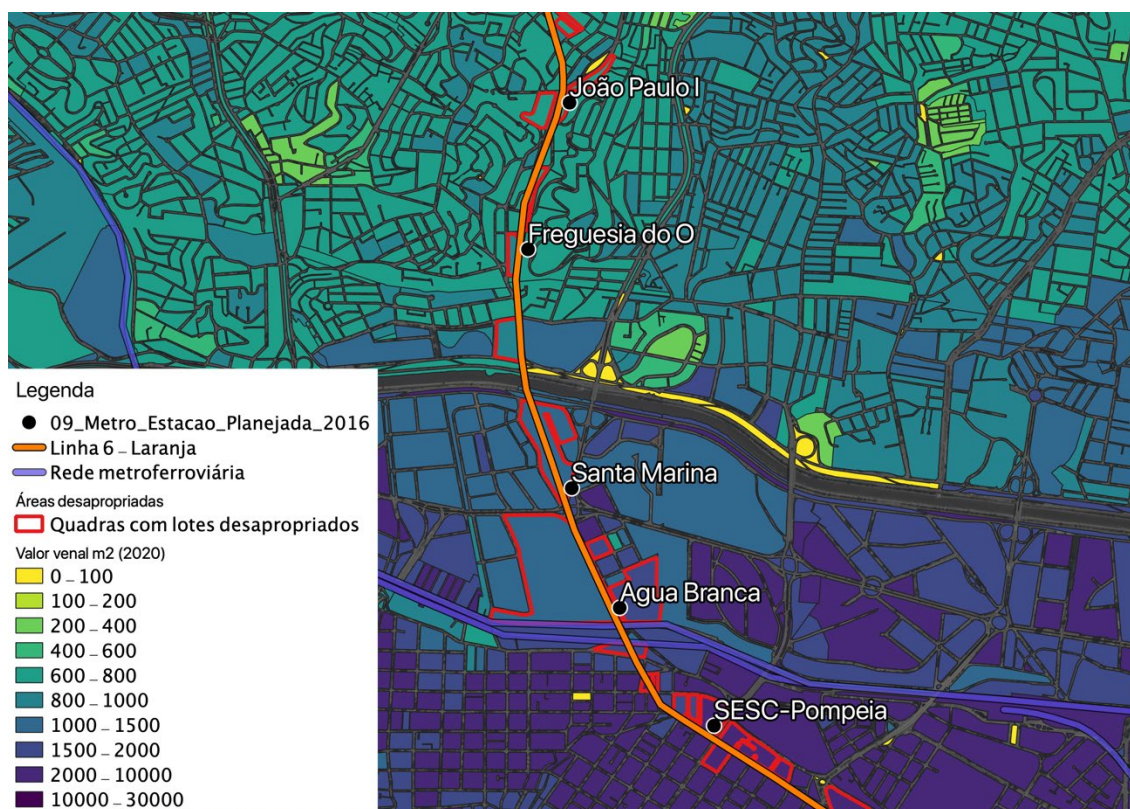 João Paulo I
Freguesia do O
Santa Marina
Agua Branca
SESC-Pompeia
Legenda
09_Metro_Estacao_Planejada_2016
Linha 6 - Laranja
Rede metroferroviária
Áreas desapropriadas
Quadras com lotes desapropriados
Valor venal m2 (2020)
0 - 100
100 - 200
200 - 400
400 - 600
600 - 800
800 - 1000
1000 - 1500
1500 - 2000
2000 - 10000
10000 - 30000